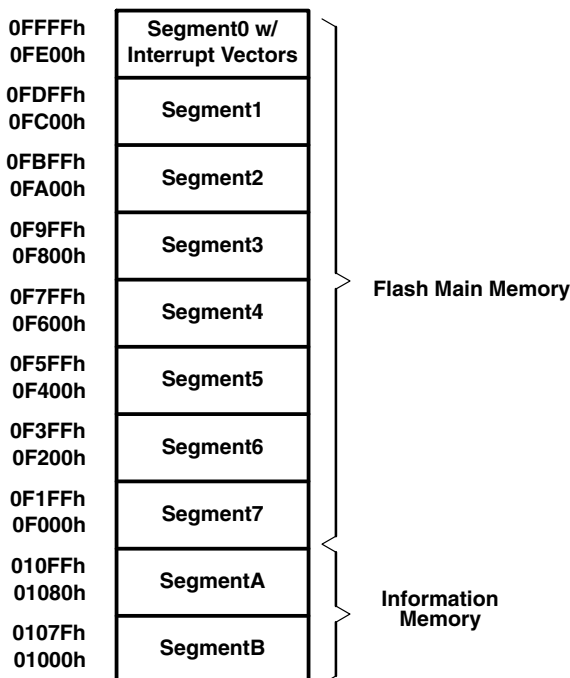 0FFFFh
0FE00h
Segment0 w/
Interrupt Vectors
0FDFFh
0FC00h
Segment1
0FBFFh
0FA00h
Segment2
0F9FFh
0F800h
Segment3
0F7FFh
0F600h
Segment4
0F5FFh
0F400h
Segment5
0F3FFh
0F200h
Segment6
0F1FFh
0F000h
Segment7
Flash Main Memory
010FFh
01080h
SegmentA
0107Fh
01000h
SegmentB
Information
Memory